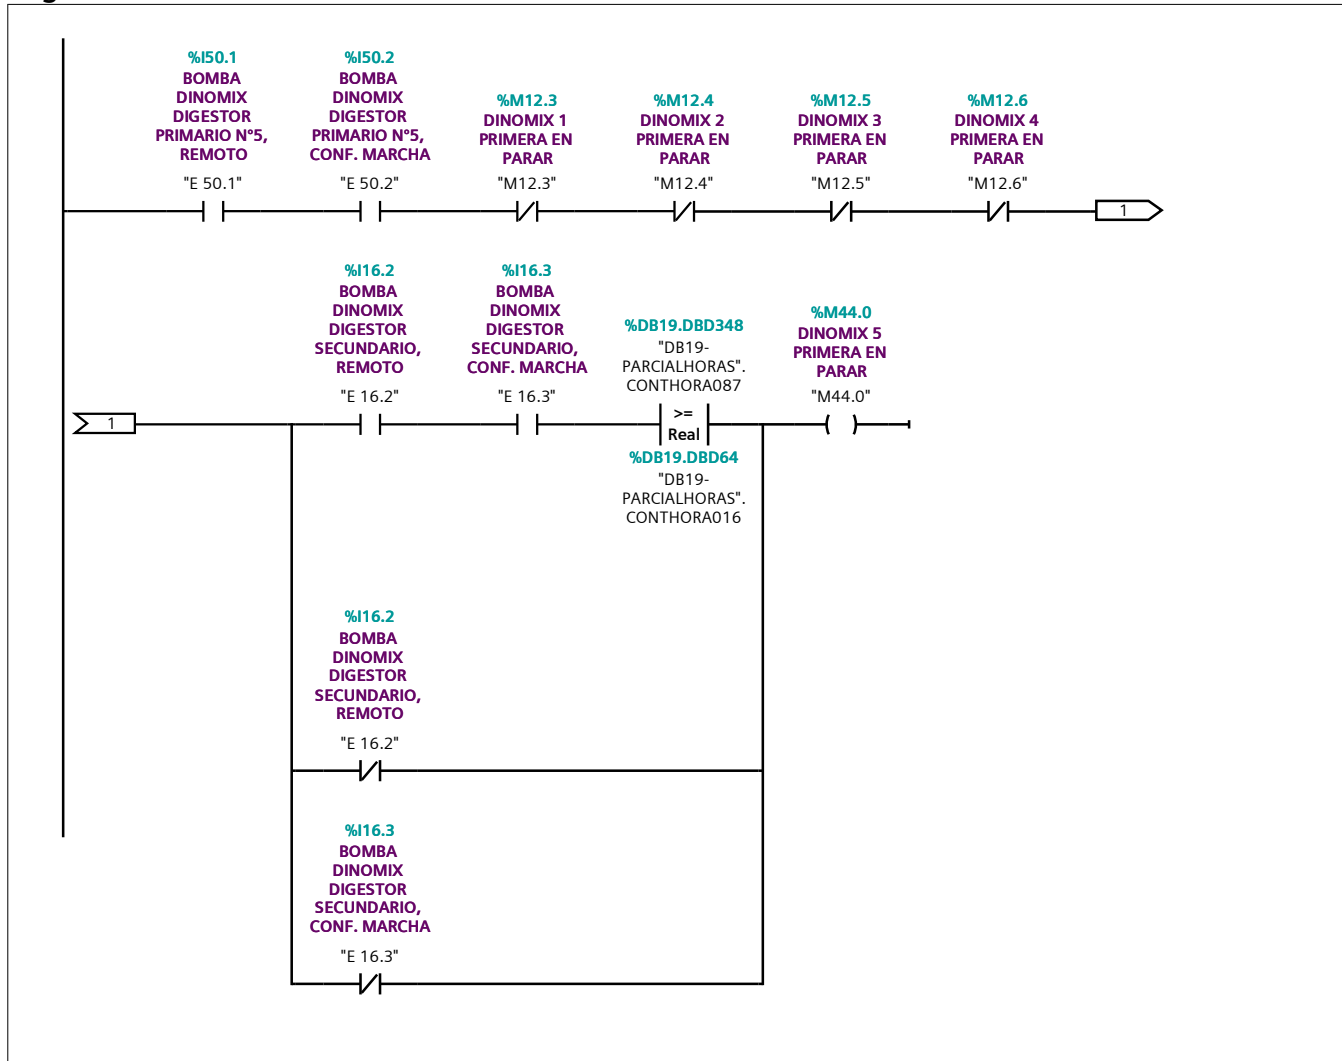 %I50.1
BOMBA
DINOMIX
DIGESTOR
PRIMARIO N°5,
REMOTO
"E 50.1"
%I50.2
BOMBA
DINOMIX
DIGESTOR
PRIMARIO N°5,
CONF. MARCHA
"E 50.2"
%M12.3
DINOMIX 1
PRIMERA EN
PARAR
"M12.3"
%M12.4
DINOMIX 2
PRIMERA EN
PARAR
"M12.4"
%M12.5
DINOMIX 3
PRIMERA EN
PARAR
"M12.5"
%M12.6
DINOMIX 4
PRIMERA EN
PARAR
"M12.6"
1
1
%I16.2
BOMBA
DINOMIX
DIGESTOR
SECUNDARIO,
REMOTO
"E 16.2"
%I16.3
BOMBA
DINOMIX
DIGESTOR
SECUNDARIO,
CONF. MARCHA
"E 16.3"
%DB19.DBD348
"DB19-
PARCIALHORAS".
CONTHORA087
>=
Real
%DB19.DBD64
"DB19-
PARCIALHORAS".
CONTHORA016
%M44.0
DINOMIX 5
PRIMERA EN
PARAR
"M44.0"
%I16.2
BOMBA
DINOMIX
DIGESTOR
SECUNDARIO,
REMOTO
"E 16.2"
%I16.3
BOMBA
DINOMIX
DIGESTOR
SECUNDARIO,
CONF. MARCHA
"E 16.3"